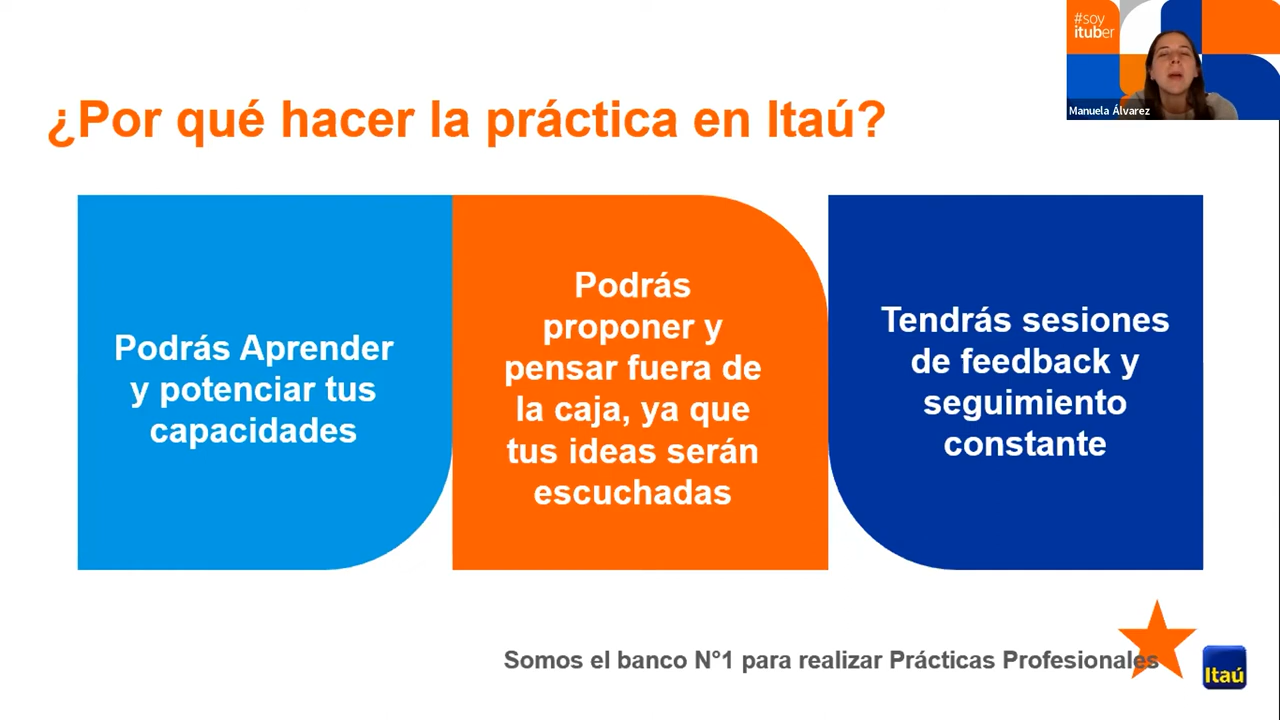 #soy
ituber
Manuela Álvarez
¿Por qué hacer la práctica en Itaú?
Podrás Aprender
y potenciar tus
capacidades
Podrás
proponer y
pensar fuera de
la caja, ya que
tus ideas serán
escuchadas
Tendrás sesiones
de feedback y
seguimiento
constante
Somos el banco N°1 para realizar Prácticas Profesionales
Itaú